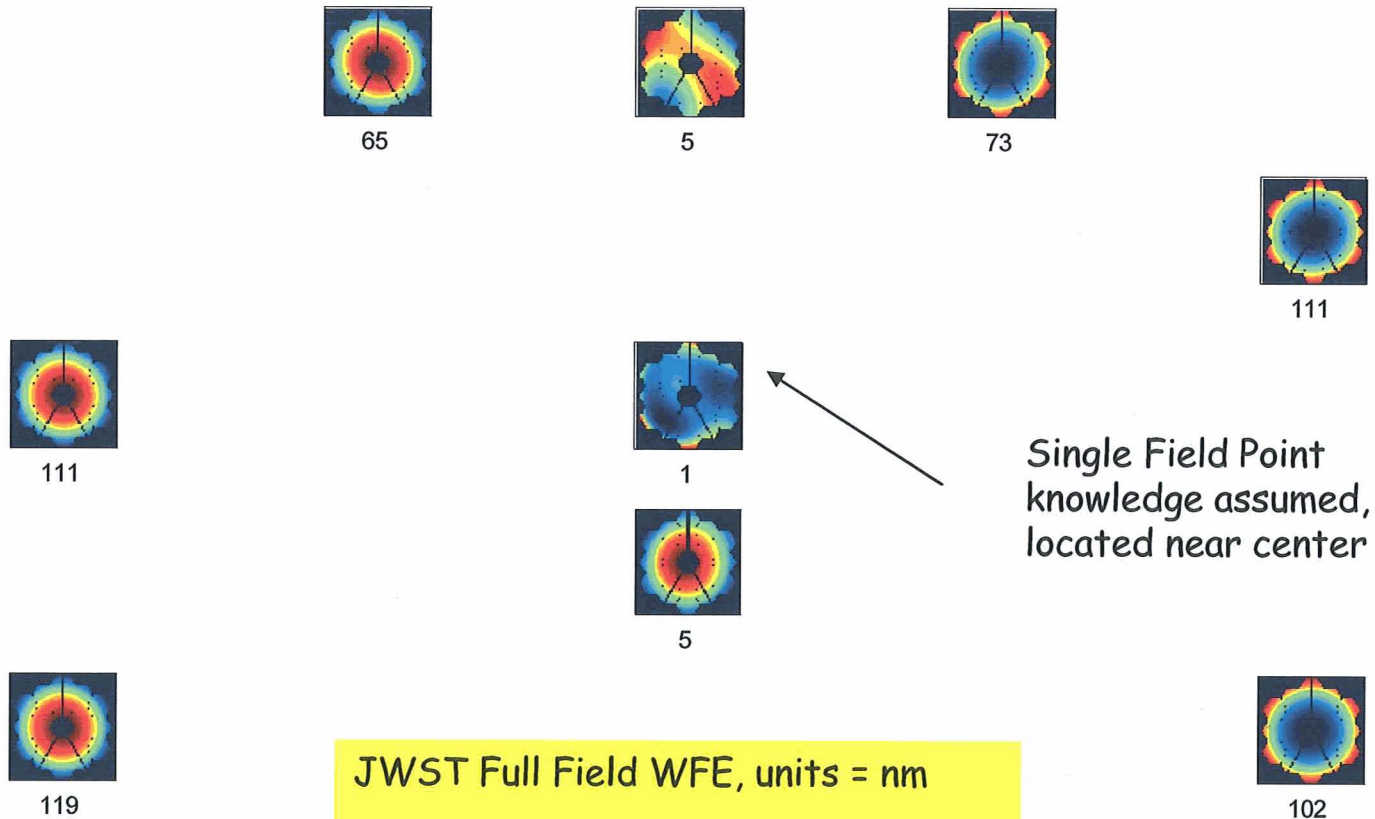 65
5
73
111
111
1
Single Field Point
knowledge assumed,
located near center
5
JWST Full Field WFE, units = nm
119
102